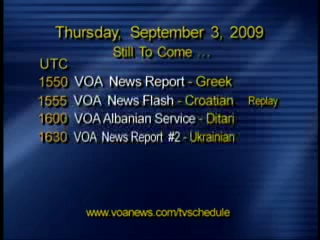 Thursday, September 3, 2009
Still To Come ...
UTC
1550 VOA News Report - Greek
1555 VOA News Flash - Croatian Replay
1600 VOA Albanian Service - Ditari
1630 VOA News Report #2 - Ukrainian
www.voanews.com/tvschedule